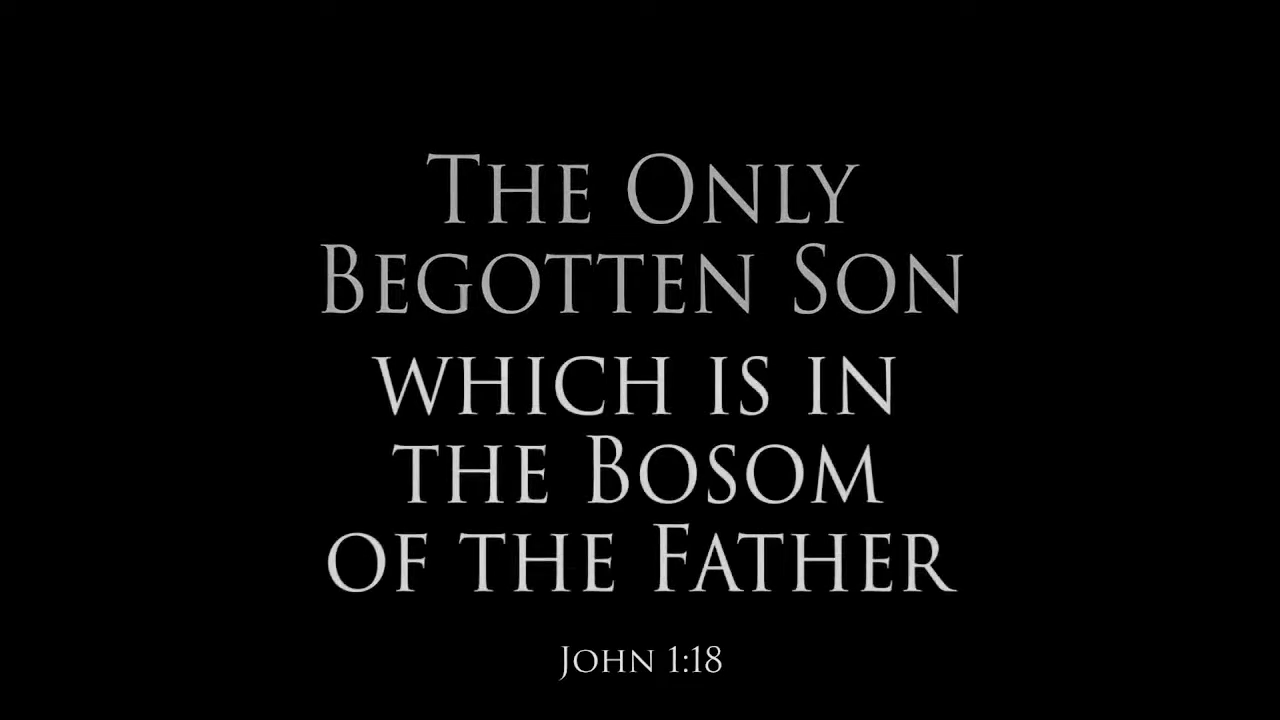 The Only
Begotten Son
which is in
the Bosom
of the Father
John 1:18